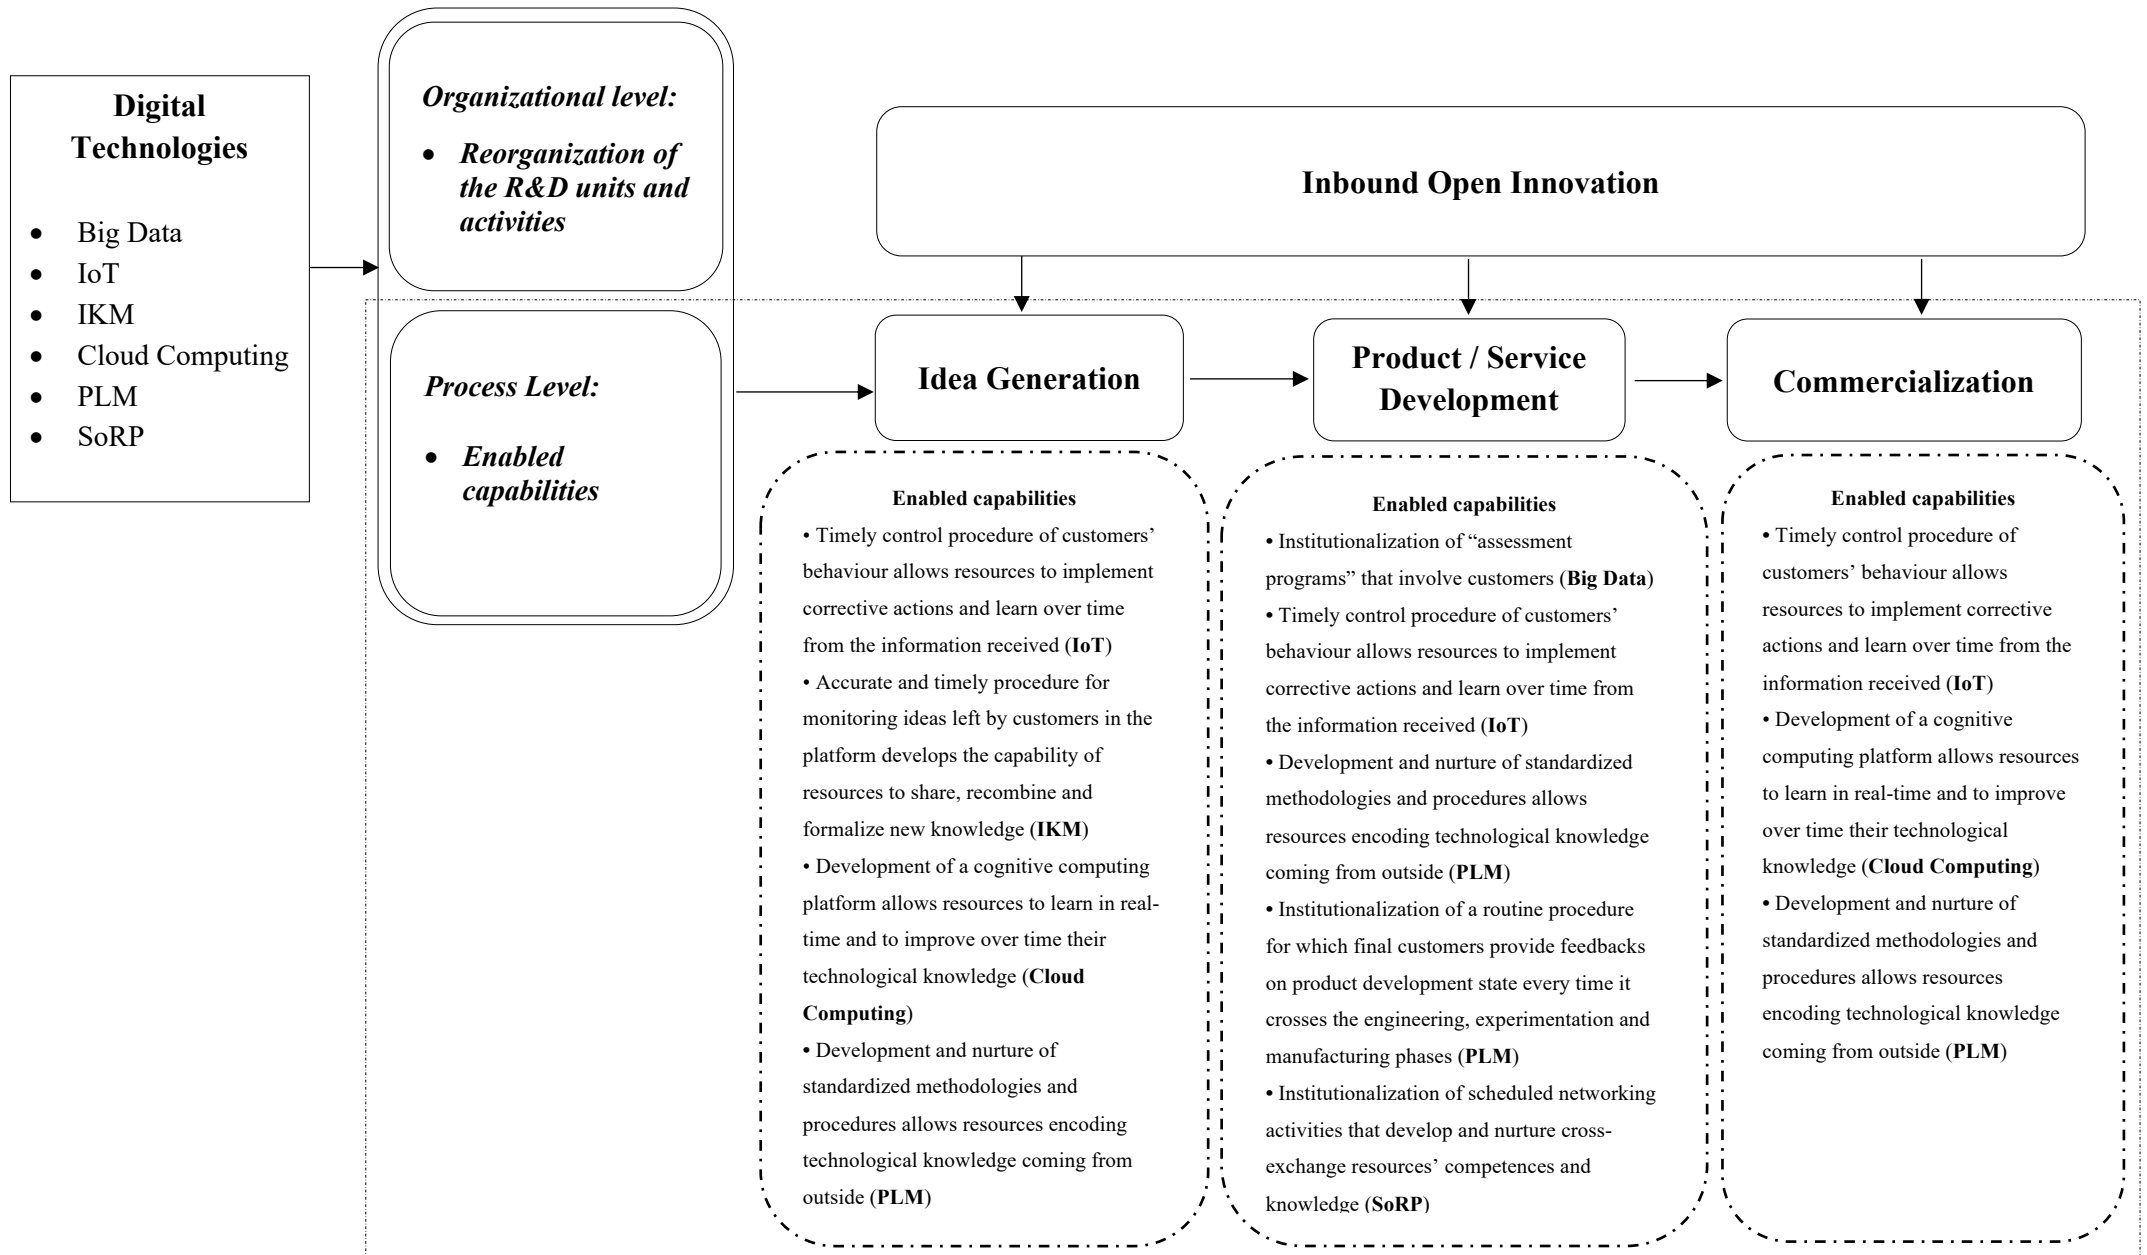 Digital
Technologies
• Big Data
• IoT
• IKM
• Cloud Computing
• PLM
• SoRP
Organizational level:
• Reorganization of
the R&D units and
activities
Process Level:
• Enabled
capabilities
Inbound Open Innovation
Idea Generation
Product / Service
Development
Commercialization
Enabled capabilities
• Timely control procedure of customers’
behaviour allows resources to implement
corrective actions and learn over time
from the information received (IoT)
• Accurate and timely procedure for
monitoring ideas left by customers in the
platform develops the capability of
resources to share, recombine and
formalize new knowledge (IKM)
• Development of a cognitive computing
platform allows resources to learn in real-
time and to improve over time their
technological knowledge (Cloud
Computing)
• Development and nurture of
standardized methodologies and
procedures allows resources encoding
technological knowledge coming from
outside (PLM)
Enabled capabilities
• Institutionalization of “assessment
programs” that involve customers (Big Data)
• Timely control procedure of customers’
behaviour allows resources to implement
corrective actions and learn over time from
the information received (IoT)
• Development and nurture of standardized
methodologies and procedures allows
resources encoding technological knowledge
coming from outside (PLM)
• Institutionalization of a routine procedure
for which final customers provide feedbacks
on product development state every time it
crosses the engineering, experimentation and
manufacturing phases (PLM)
• Institutionalization of scheduled networking
activities that develop and nurture cross-
exchange resources’ competences and
knowledge (SoRP)
Enabled capabilities
• Timely control procedure of
customers’ behaviour allows
resources to implement corrective
actions and learn over time from the
information received (IoT)
• Development of a cognitive
computing platform allows resources
to learn in real-time and to improve
over time their technological
knowledge (Cloud Computing)
• Development and nurture of
standardized methodologies and
procedures allows resources
encoding technological knowledge
coming from outside (PLM)